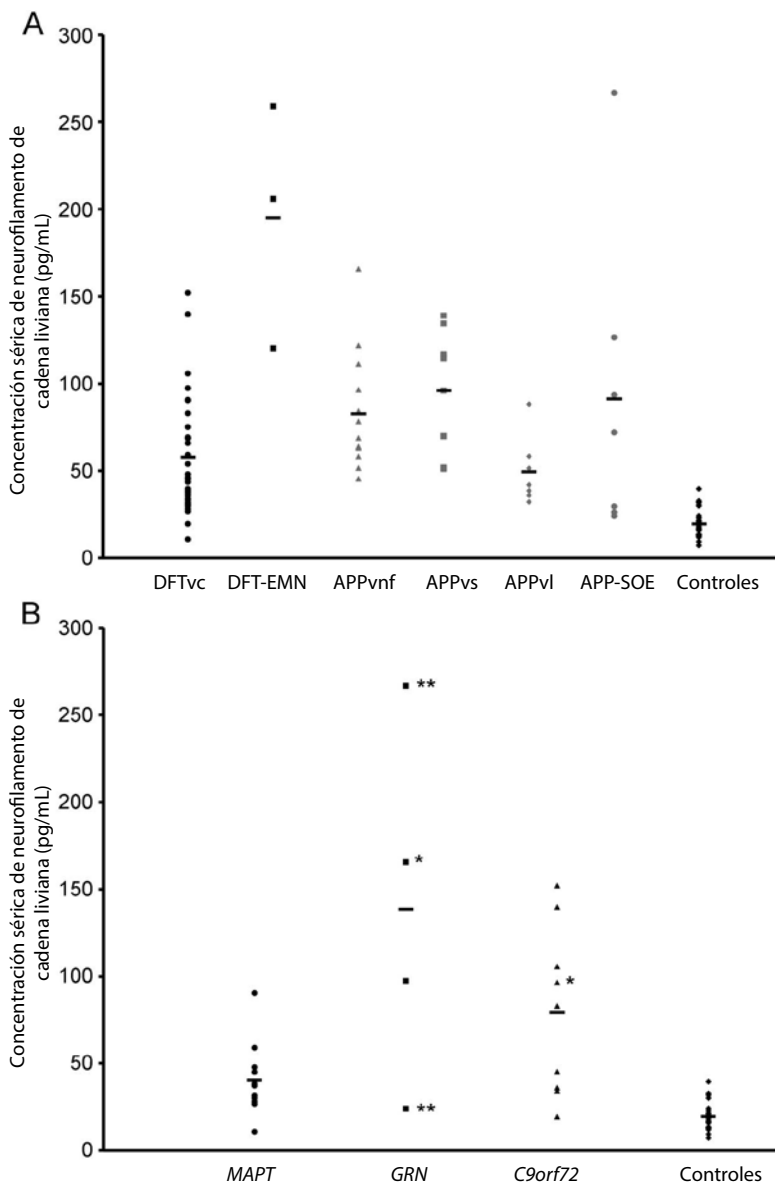 A
Concentración sérica de neurofilamento de
cadena liviana (pg/mL)
300
250
200
150
100
50
0
DFTvc DFT-EMN APPvnf APPvs APPvl APP-SOE Controles
B
Concentración sérica de neurofilamento de
cadena liviana (pg/mL)
300
250
200
150
100
50
0
**
*
*
**
MAPT GRN C9orf72 Controles